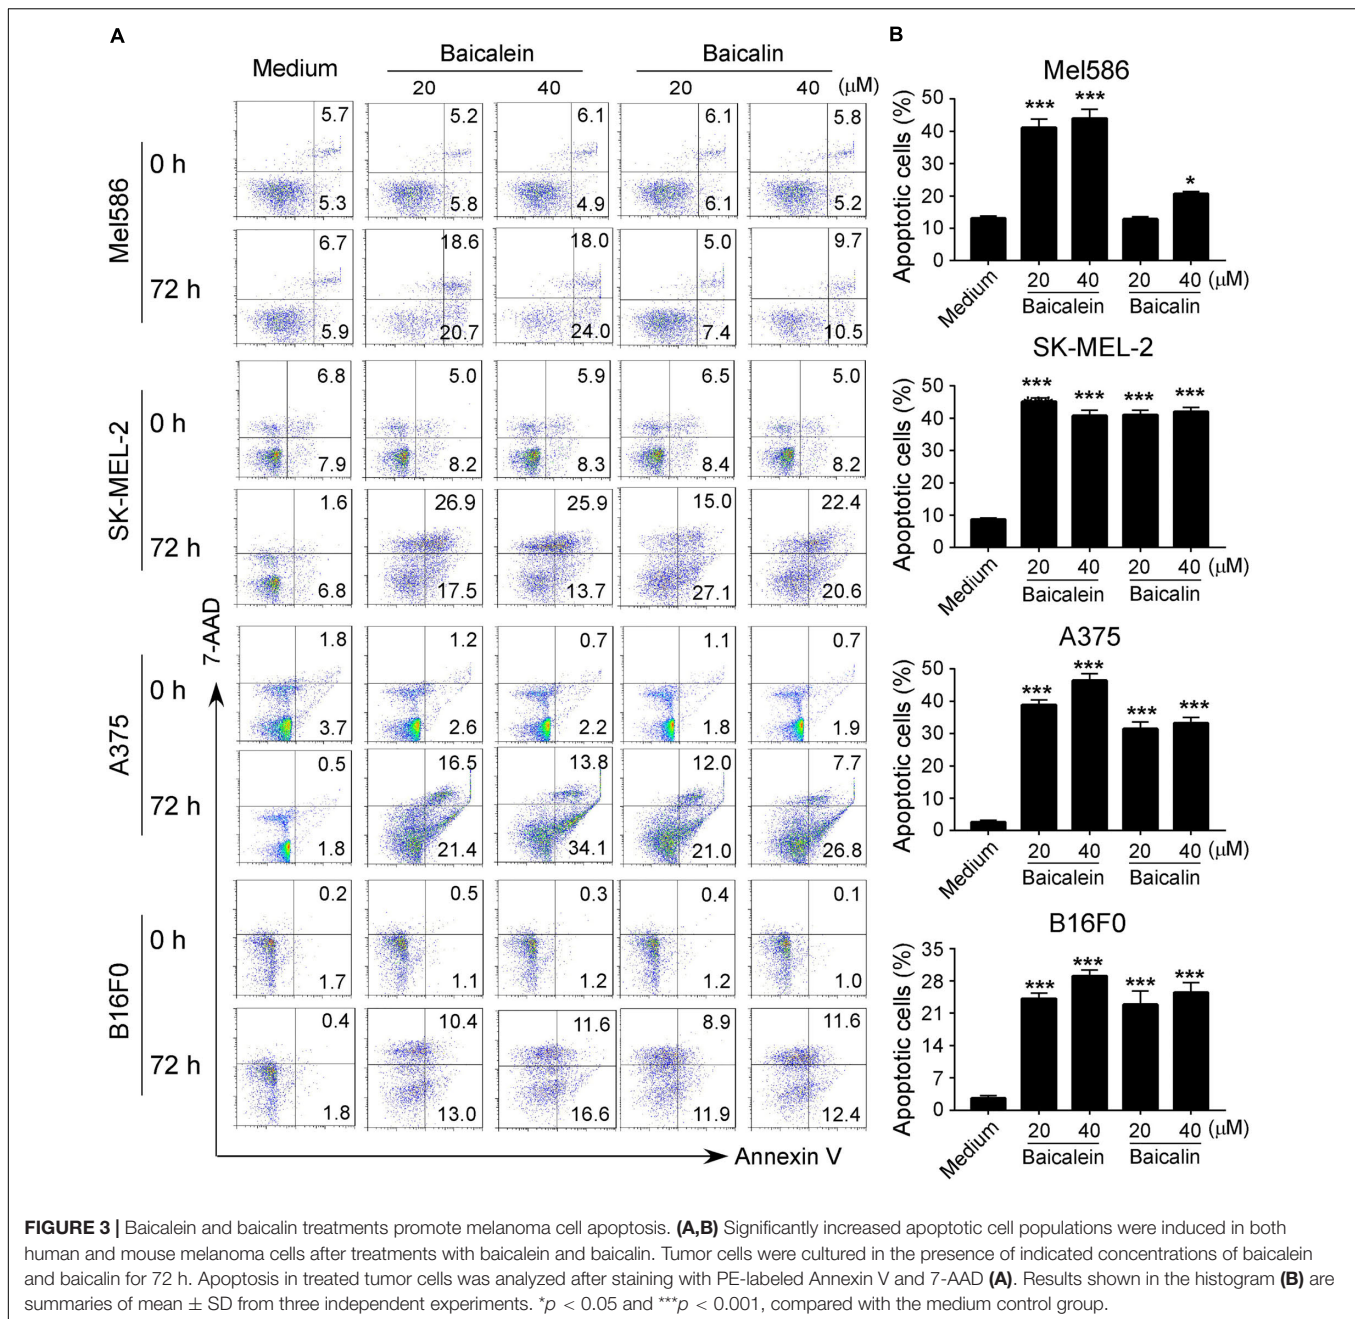 A
Medium
Baicalein
Baicalin
20
40
20
40
(μM)
Mel586
0 h
5.7
5.2
6.1
6.1
5.8
5.3
5.8
4.9
6.1
5.2
72 h
6.7
18.6
18.0
5.0
9.7
5.9
20.7
24.0
7.4
10.5
SK-MEL-2
0 h
6.8
5.0
5.9
6.5
5.0
7.9
8.2
8.3
8.4
8.2
72 h
1.6
26.9
25.9
15.0
22.4
6.8
17.5
13.7
27.1
20.6
7-AAD
A375
0 h
1.8
1.2
0.7
1.1
0.7
3.7
2.6
2.2
1.8
1.9
72 h
0.5
16.5
13.8
12.0
7.7
1.8
21.4
34.1
21.0
26.8
B16F0
0 h
0.2
0.5
0.3
0.4
0.1
1.7
1.1
1.2
1.2
1.0
72 h
0.4
10.4
11.6
8.9
11.6
1.8
13.0
16.6
11.9
12.4
Annexin V
B
Mel586
Apoptotic cells (%)
50
40
30
20
10
0
***
***
*
Medium
20
40
20
40
(μM)
Baicalein
Baicalin
SK-MEL-2
Apoptotic cells (%)
50
40
30
20
10
0
***
***
***
***
Medium
20
40
20
40
(μM)
Baicalein
Baicalin
A375
Apoptotic cells (%)
50
40
30
20
10
0
***
***
***
***
Medium
20
40
20
40
(μM)
Baicalein
Baicalin
B16F0
Apoptotic cells (%)
35
28
21
14
7
0
***
***
***
***
Medium
20
40
20
40
(μM)
Baicalein
Baicalin
FIGURE 3 | Baicalein and baicalin treatments promote melanoma cell apoptosis. (A,B) Significantly increased apoptotic cell populations were induced in both
human and mouse melanoma cells after treatments with baicalein and baicalin. Tumor cells were cultured in the presence of indicated concentrations of baicalein
and baicalin for 72 h. Apoptosis in treated tumor cells was analyzed after staining with PE-labeled Annexin V and 7-AAD (A). Results shown in the histogram (B) are
summaries of mean ± SD from three independent experiments. *p < 0.05 and ***p < 0.001, compared with the medium control group.